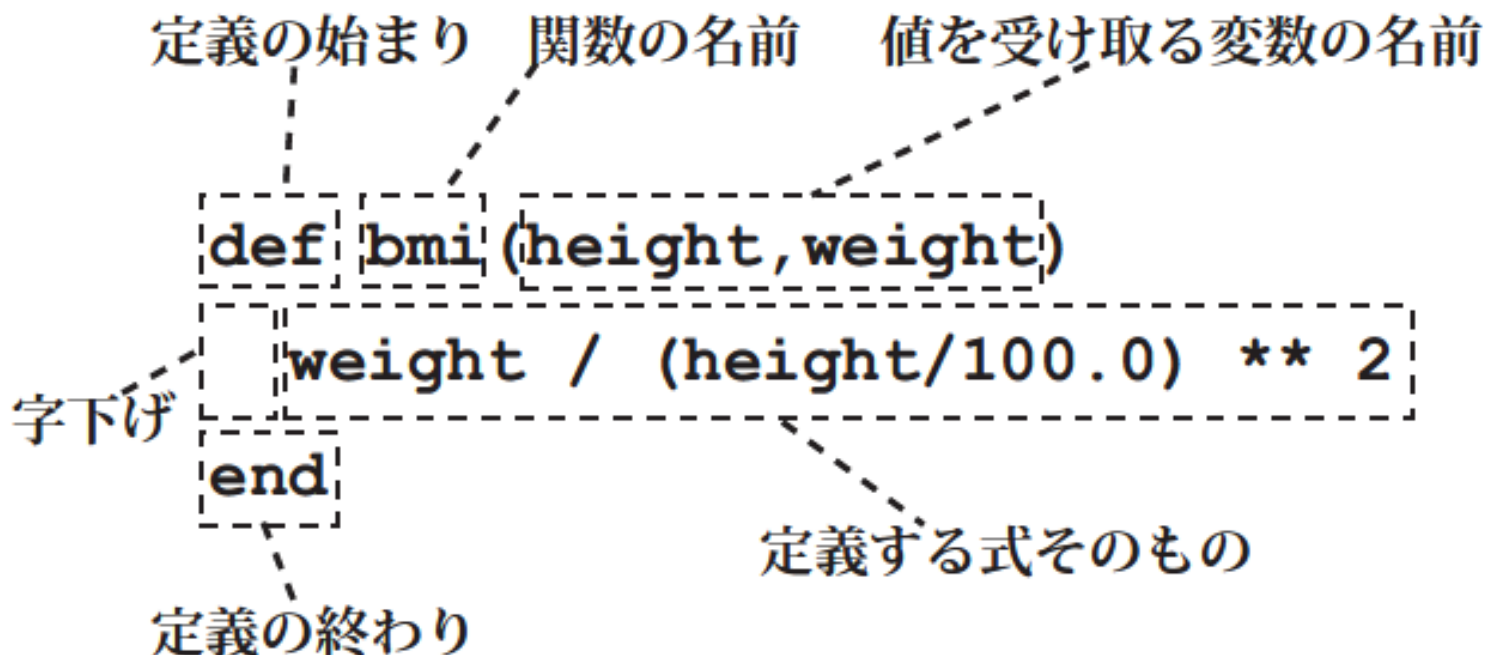 定義の始まり 関数の名前 値を受け取る変数の名前
def bmi(height,weight)
weight / (height/100.0) ** 2
字下げ
end
定義する式そのもの
定義の終わり